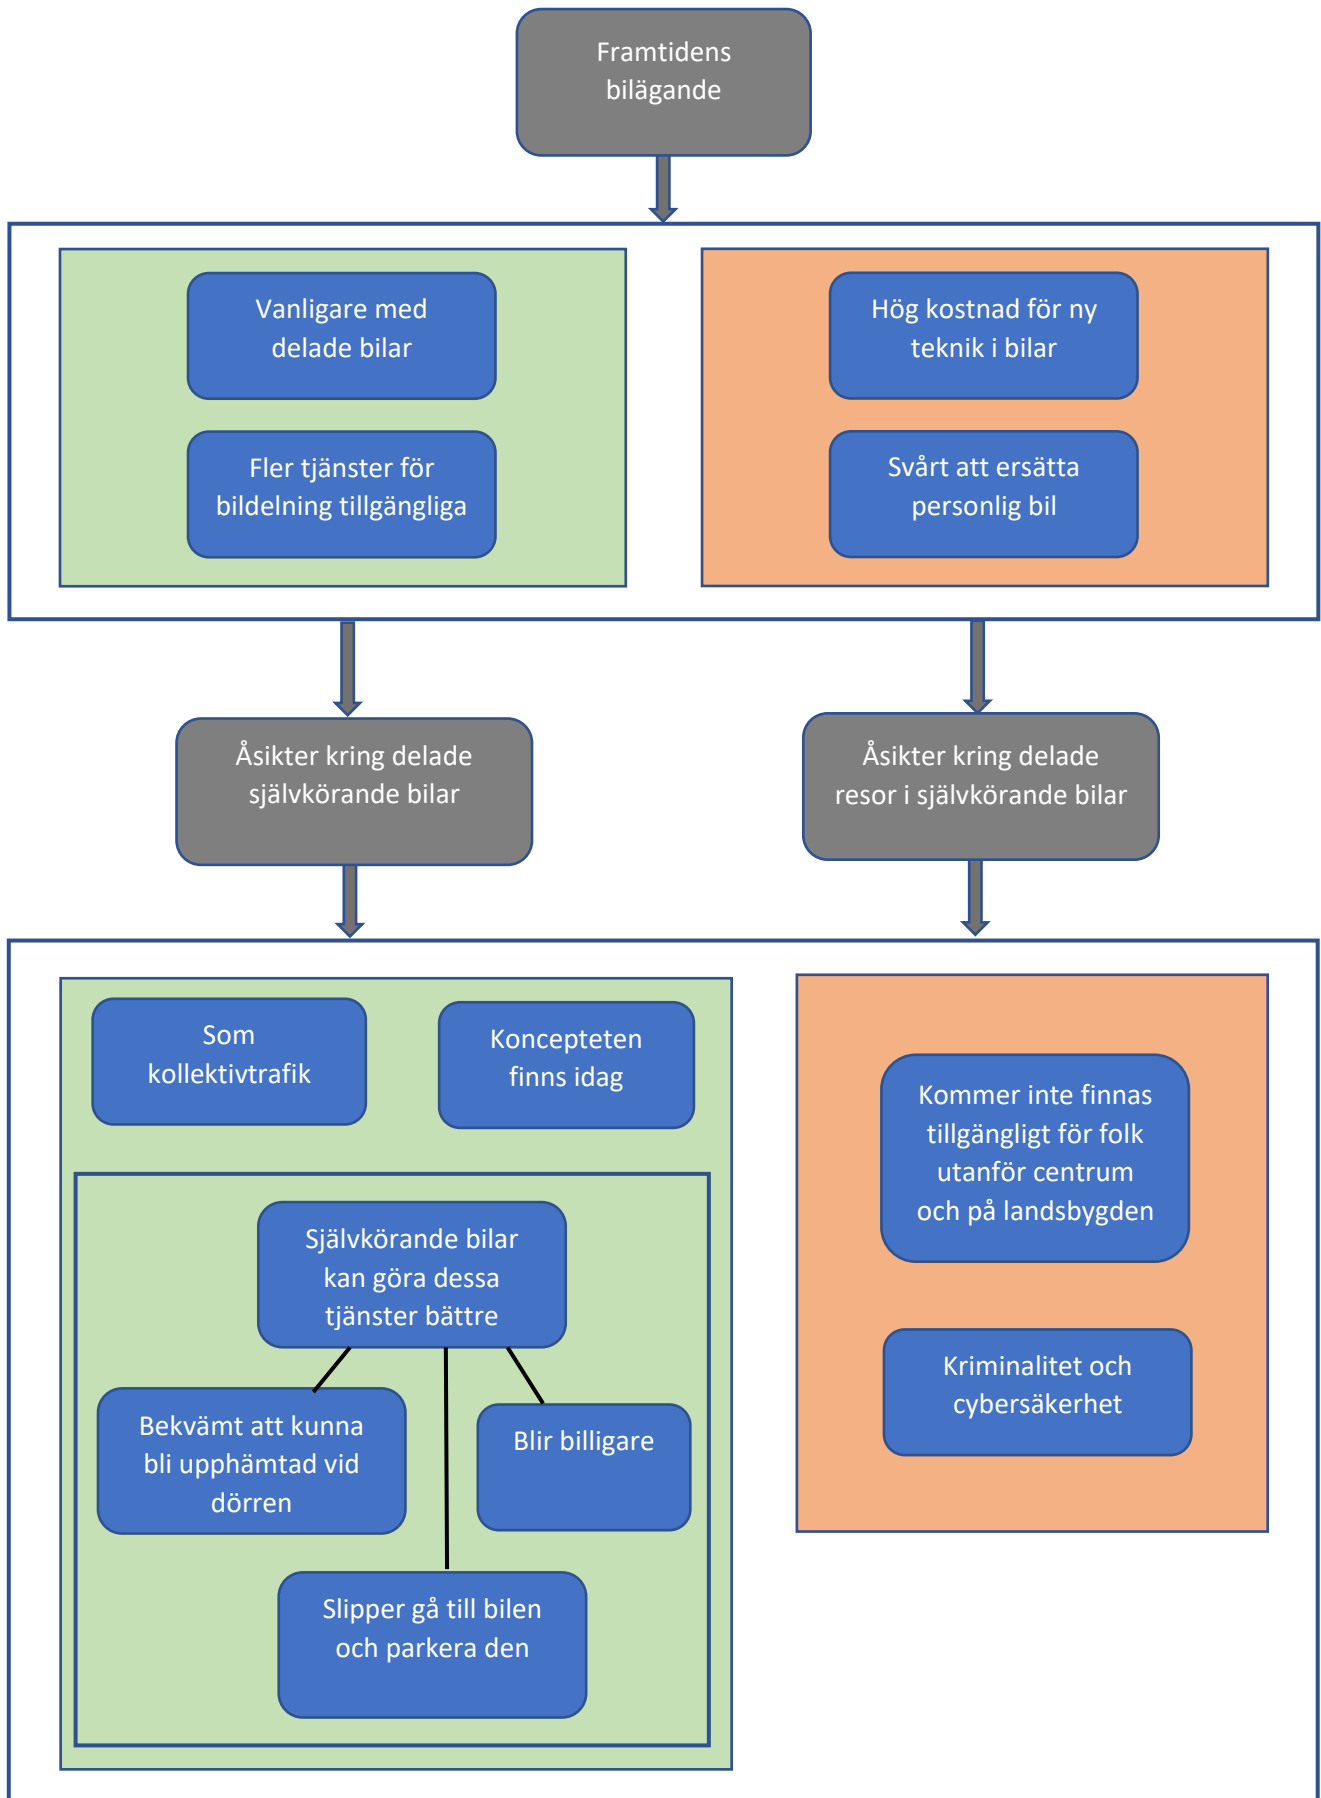 Framtidens
bilägande
Vanligare med
delade bilar
Fler tjänster för
bildelning tillgängliga
Hög kostnad för ny
teknik i bilar
Svårt att ersätta
personlig bil
Åsikter kring delade
självkörande bilar
Åsikter kring delade
resor i självkörande bilar
Som
kollektivtrafik
Koncepteten
finns idag
Självkörande bilar
kan göra dessa
tjänster bättre
Bekvämt att kunna
bli upphämtad vid
dörren
Blir billigare
Slipper gå till bilen
och parkera den
Kommer inte finnas
tillgängligt för folk
utanför centrum
och på landsbygden
Kriminalitet och
cybersäkerhet